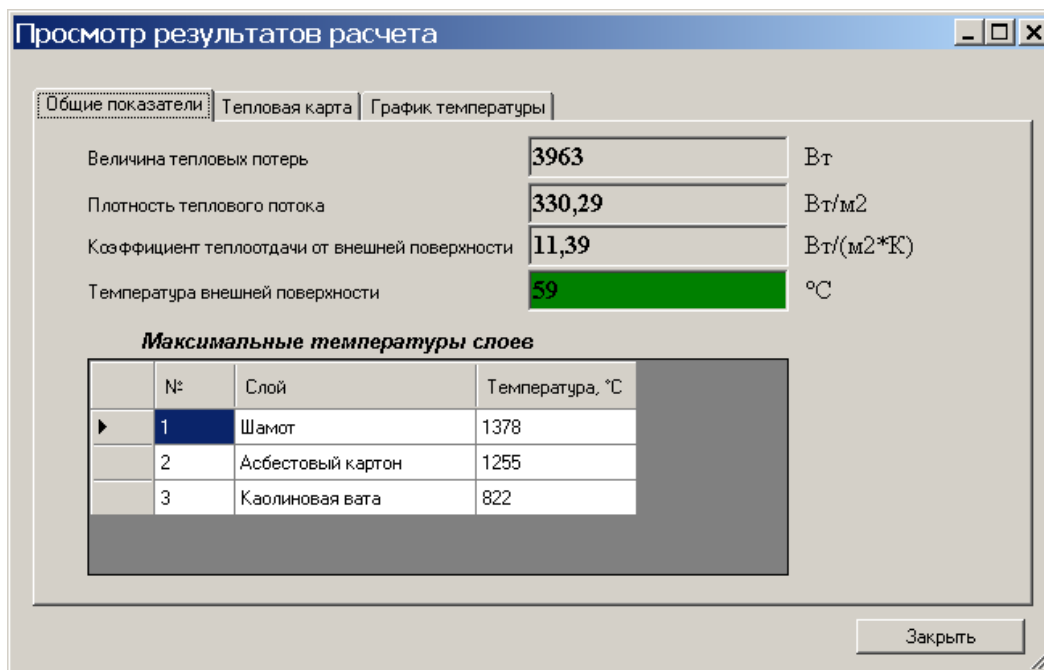 Просмотр результатов расчета
Общие показатели Тепловая карта График температуры
Величина тепловых потерь 3963 Вт
Плотность теплового потока 330,29 Вт/м2
Коэффициент теплоотдачи от внешней поверхности 11,39 Вт/(м2*К)
Температура внешней поверхности 59 °С
Максимальные температуры слоев
№ Слой Температура, °С
1 Шамот 1378
2 Асбестовый картон 1255
3 Каолиновая вата 822
Закрыть